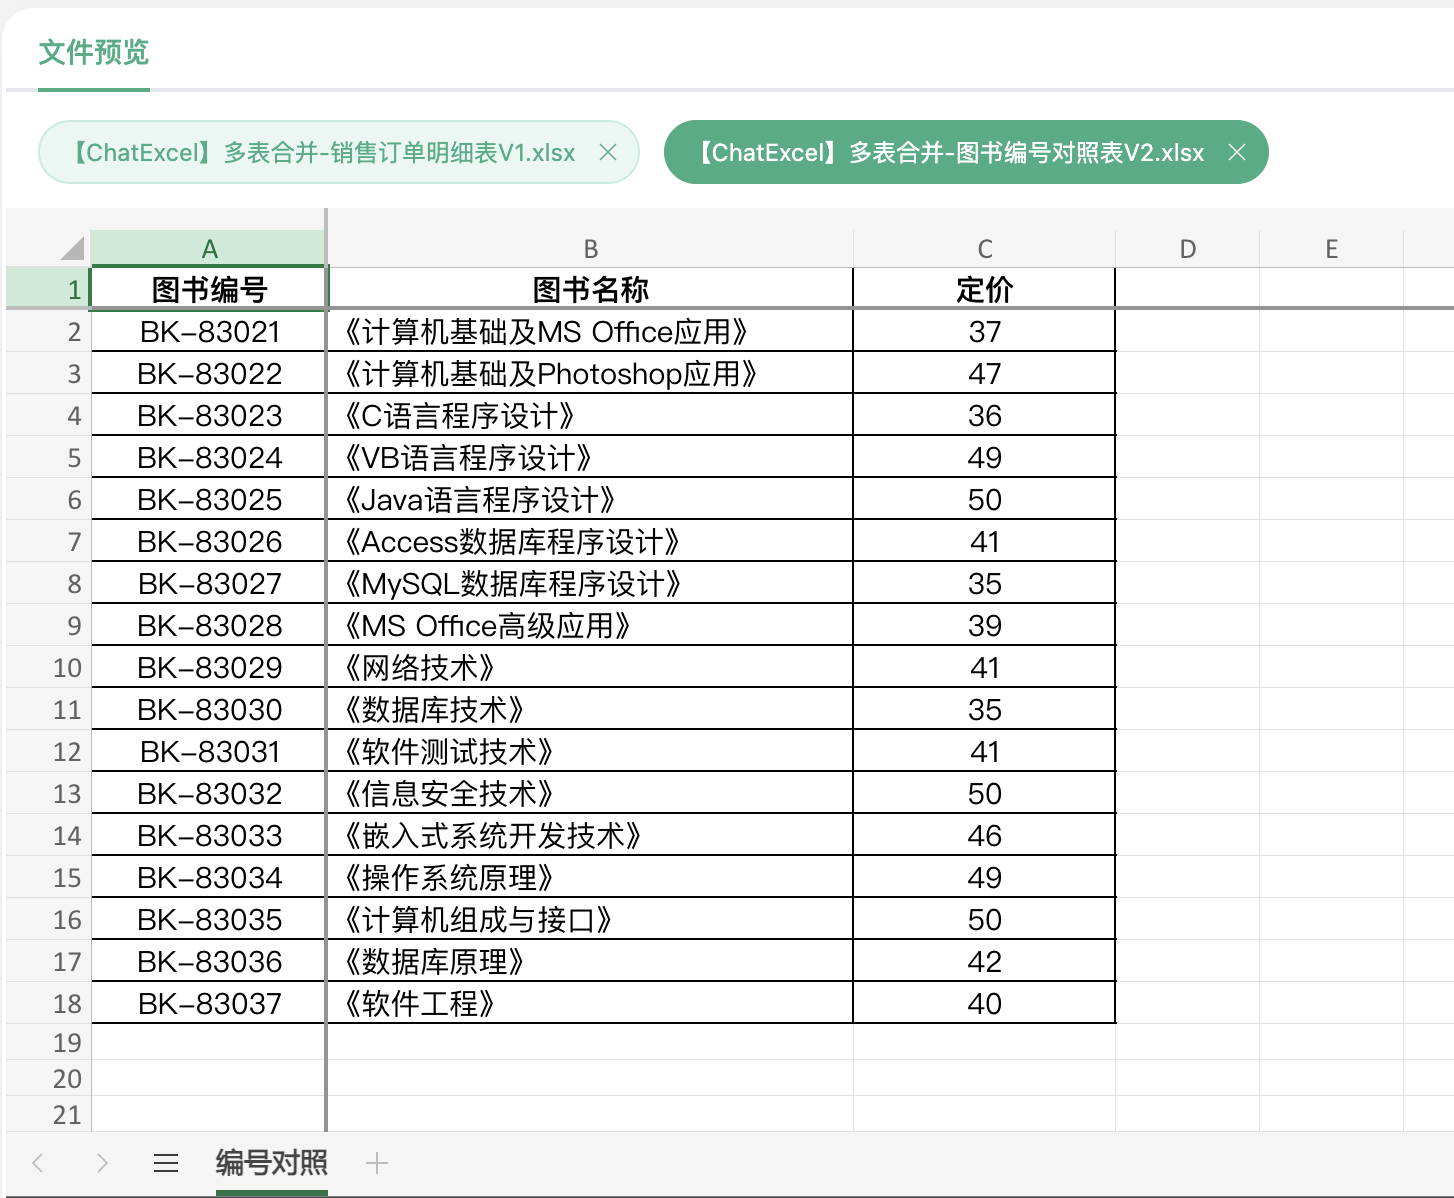 文件预览
【ChatExcel】多表合并-销售订单明细表V1.xlsx 【ChatExcel】多表合并-图书编号对照表V2.xlsx
A B C D E
1 图书编号 图书名称 定价
2 BK-83021 《计算机基础及MS Office应用》 37
3 BK-83022 《计算机基础及Photoshop应用》 47
4 BK-83023 《C语言程序设计》 36
5 BK-83024 《VB语言程序设计》 49
6 BK-83025 《Java语言程序设计》 50
7 BK-83026 《Access数据库程序设计》 41
8 BK-83027 《MySQL数据库程序设计》 35
9 BK-83028 《MS Office高级应用》 39
10 BK-83029 《网络技术》 41
11 BK-83030 《数据库技术》 35
12 BK-83031 《软件测试技术》 41
13 BK-83032 《信息安全技术》 50
14 BK-83033 《嵌入式系统开发技术》 46
15 BK-83034 《操作系统原理》 49
16 BK-83035 《计算机组成与接口》 50
17 BK-83036 《数据库原理》 42
18 BK-83037 《软件工程》 40
19
20
21
编号对照